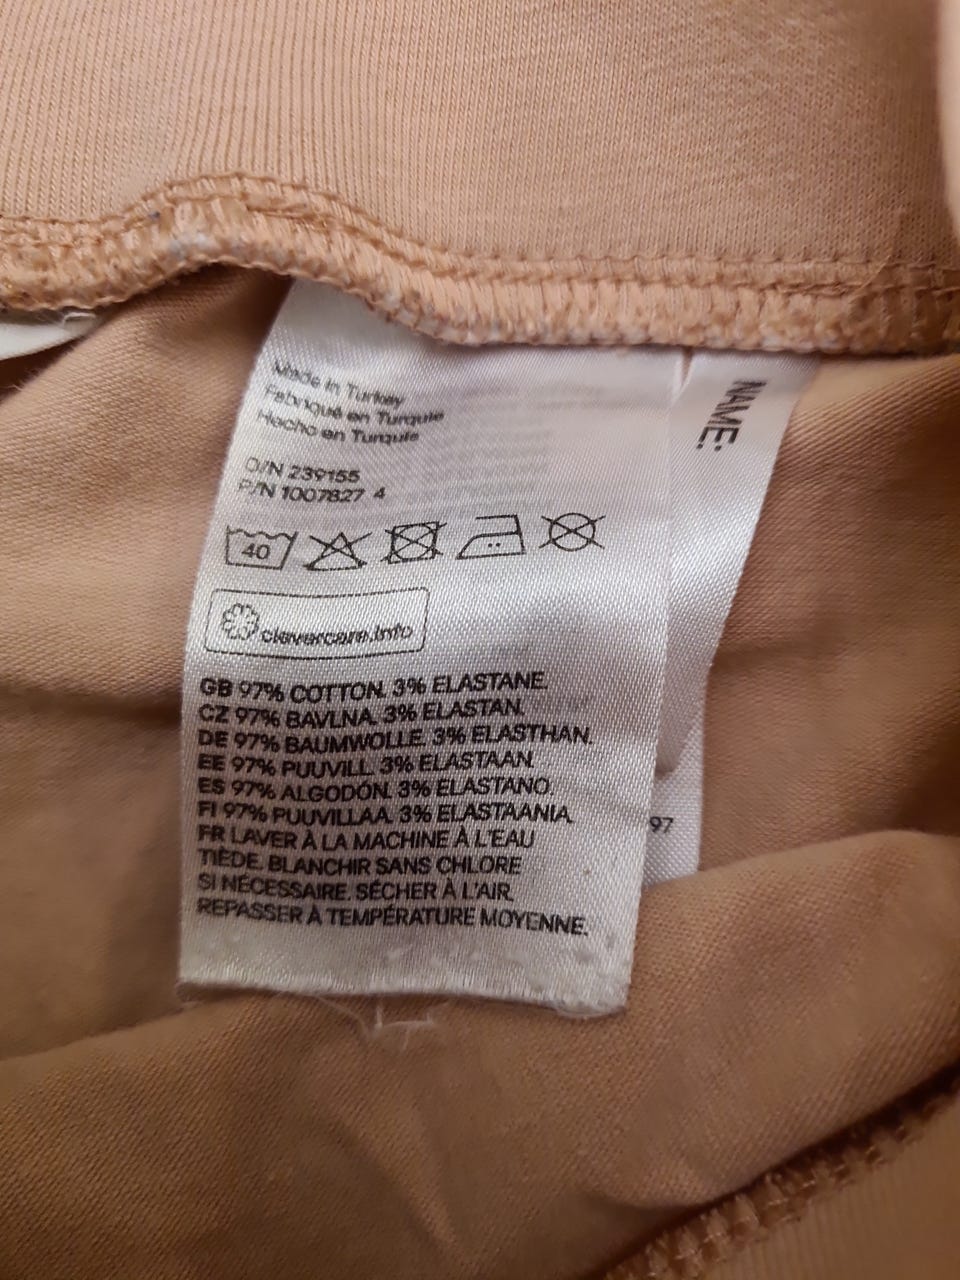 Made in Turkey
Fabriqué en Turquie
Hecho en Turquie
O/N 239155
P/N 1007827 4
40
clevercare.info
GB 97% COTTON. 3% ELASTANE.
CZ 97% BAVLNA. 3% ELASTAN.
DE 97% BAUMWOLLE. 3% ELASTHAN.
EE 97% PUUVILL. 3% ELASTAAN.
ES 97% ALGODÓN. 3% ELASTANO.
FI 97% PUUVILLAA. 3% ELASTAANIA.
FR LAVER À LA MACHINE À L'EAU
TIÈDE. BLANCHIR SANS CHLORE
SI NÉCESSAIRE. SÉCHER À L'AIR.
REPASSER À TEMPÉRATURE MOYENNE.
NAME:
97